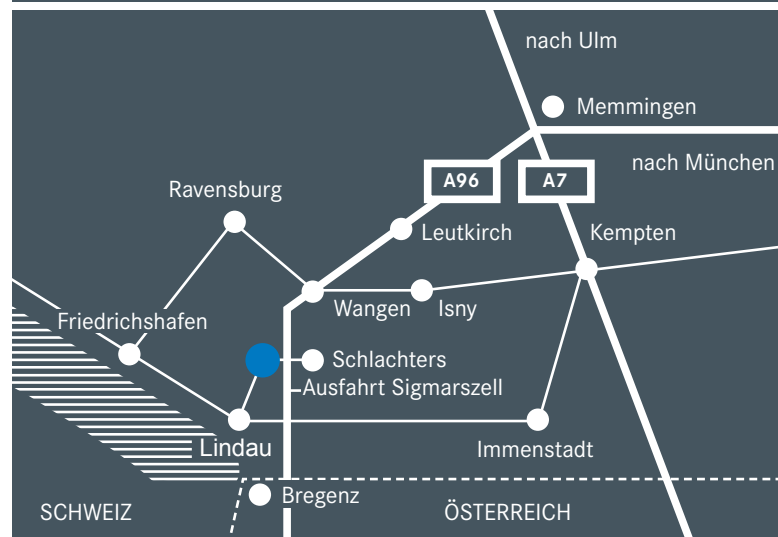 nach Ulm
Memmingen
nach München
A96
A7
Ravensburg
Leutkirch
Kempten
Wangen
Isny
Friedrichshafen
Schlachters
Ausfahrt Sigmarszell
Lindau
Immenstadt
Bregenz
SCHWEIZ
ÖSTERREICH